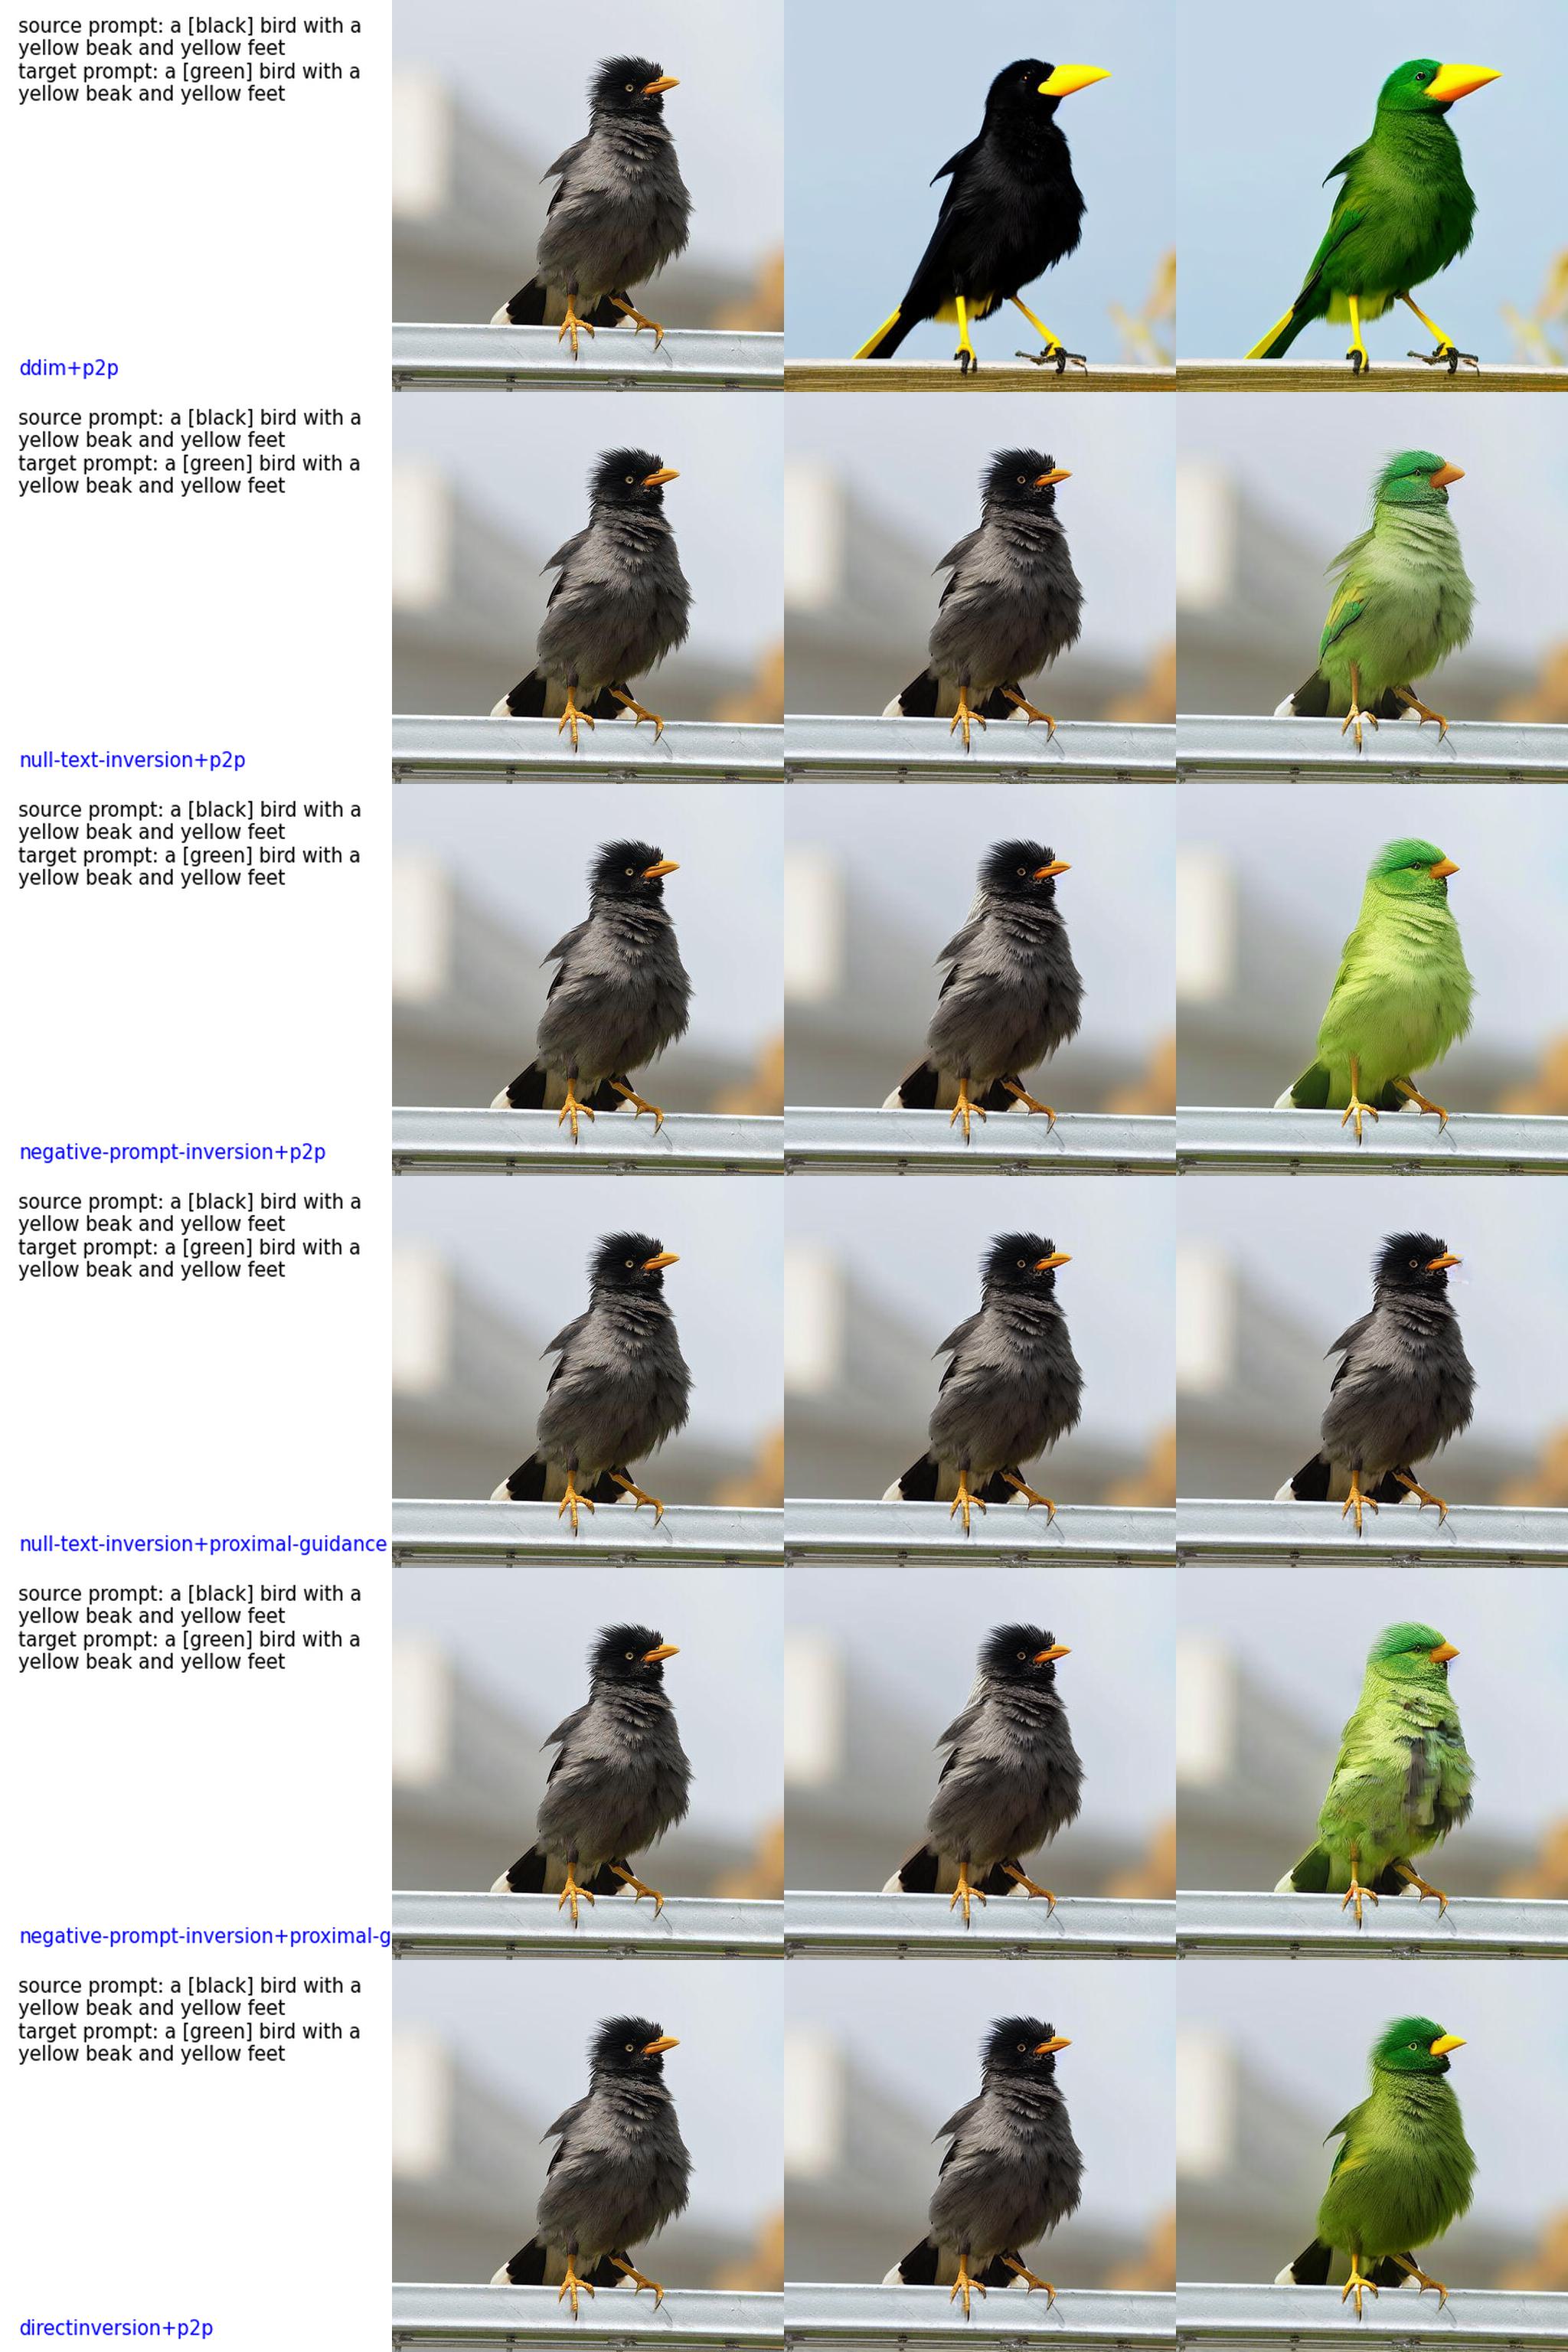 source prompt: a [black] bird with a
yellow beak and yellow feet
target prompt: a [green] bird with a
yellow beak and yellow feet
ddim+p2p
source prompt: a [black] bird with a
yellow beak and yellow feet
target prompt: a [green] bird with a
yellow beak and yellow feet
null-text-inversion+p2p
source prompt: a [black] bird with a
yellow beak and yellow feet
target prompt: a [green] bird with a
yellow beak and yellow feet
negative-prompt-inversion+p2p
source prompt: a [black] bird with a
yellow beak and yellow feet
target prompt: a [green] bird with a
yellow beak and yellow feet
null-text-inversion+proximal-guidance
source prompt: a [black] bird with a
yellow beak and yellow feet
target prompt: a [green] bird with a
yellow beak and yellow feet
negative-prompt-inversion+proximal-g
source prompt: a [black] bird with a
yellow beak and yellow feet
target prompt: a [green] bird with a
yellow beak and yellow feet
directinversion+p2p